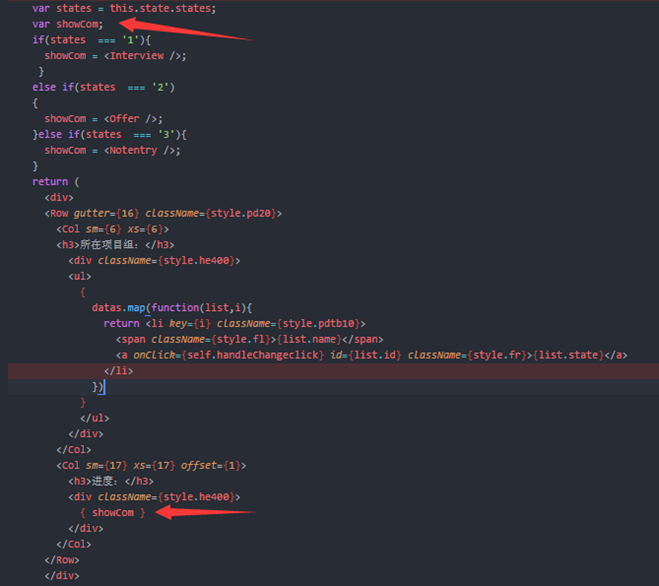 var states = this.state.states;
var showCom;
if(states  === '1'){
  showCom = <Interview />;
 }
else if(states  === '2')
{
  showCom = <Offer />;
}else if(states  === '3'){
  showCom = <Notentry />;
}
return (
  <div>
  <Row gutter={16} className={style.pd20}>
    <Col sm={6} xs={6}>
    <h3>所在项目组: </h3>
      <div className={style.he400}>
      <ul>
        {
          datas.map(function(list,i){
            return <li key={i} className={style.pdtb10}>
              <span className={style.fl}>{list.name}</span>
              <a onClick={self.handleChangeclick} id={list.id} className={style.fr}>{list.state}</a>
            </li>
          })
        }
        </ul>
      </div>
    </Col>
    <Col sm={17} xs={17} offset={1}>
      <h3>进度: </h3>
      <div className={style.he400}>
        { showCom }
      </div>
    </Col>
  </Row>
  </div>